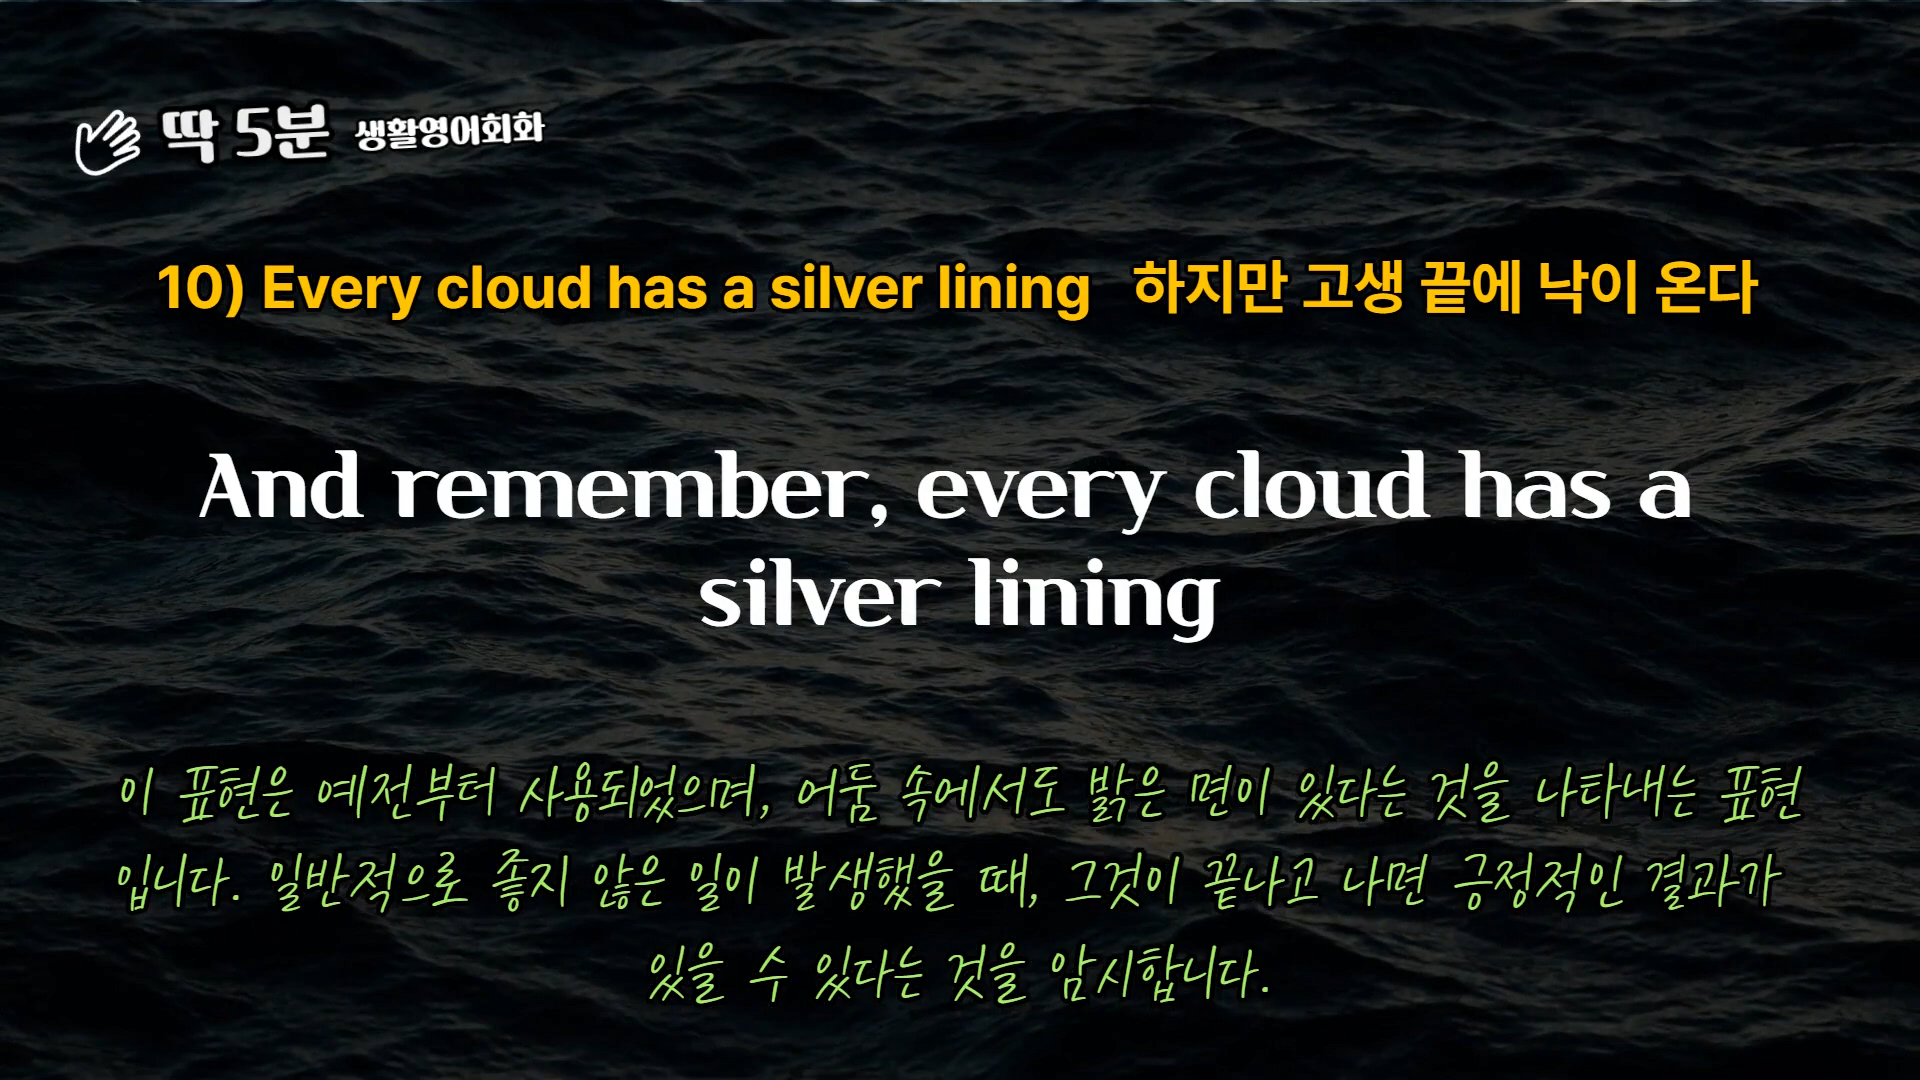 딱 5분 생활영어회화
10) Every cloud has a silver lining 하지만 고생 끝에 낙이 온다
And remember, every cloud has a
silver lining
이 표현은 예전부터 사용되었으며, 어둠 속에서도 밝은 면이 있다는 것을 나타내는 표현
입니다. 일반적으로 좋지 않은 일이 발생했을 때, 그것이 끝나고 나면 긍정적인 결과가
있을 수 있다는 것을 암시합니다.